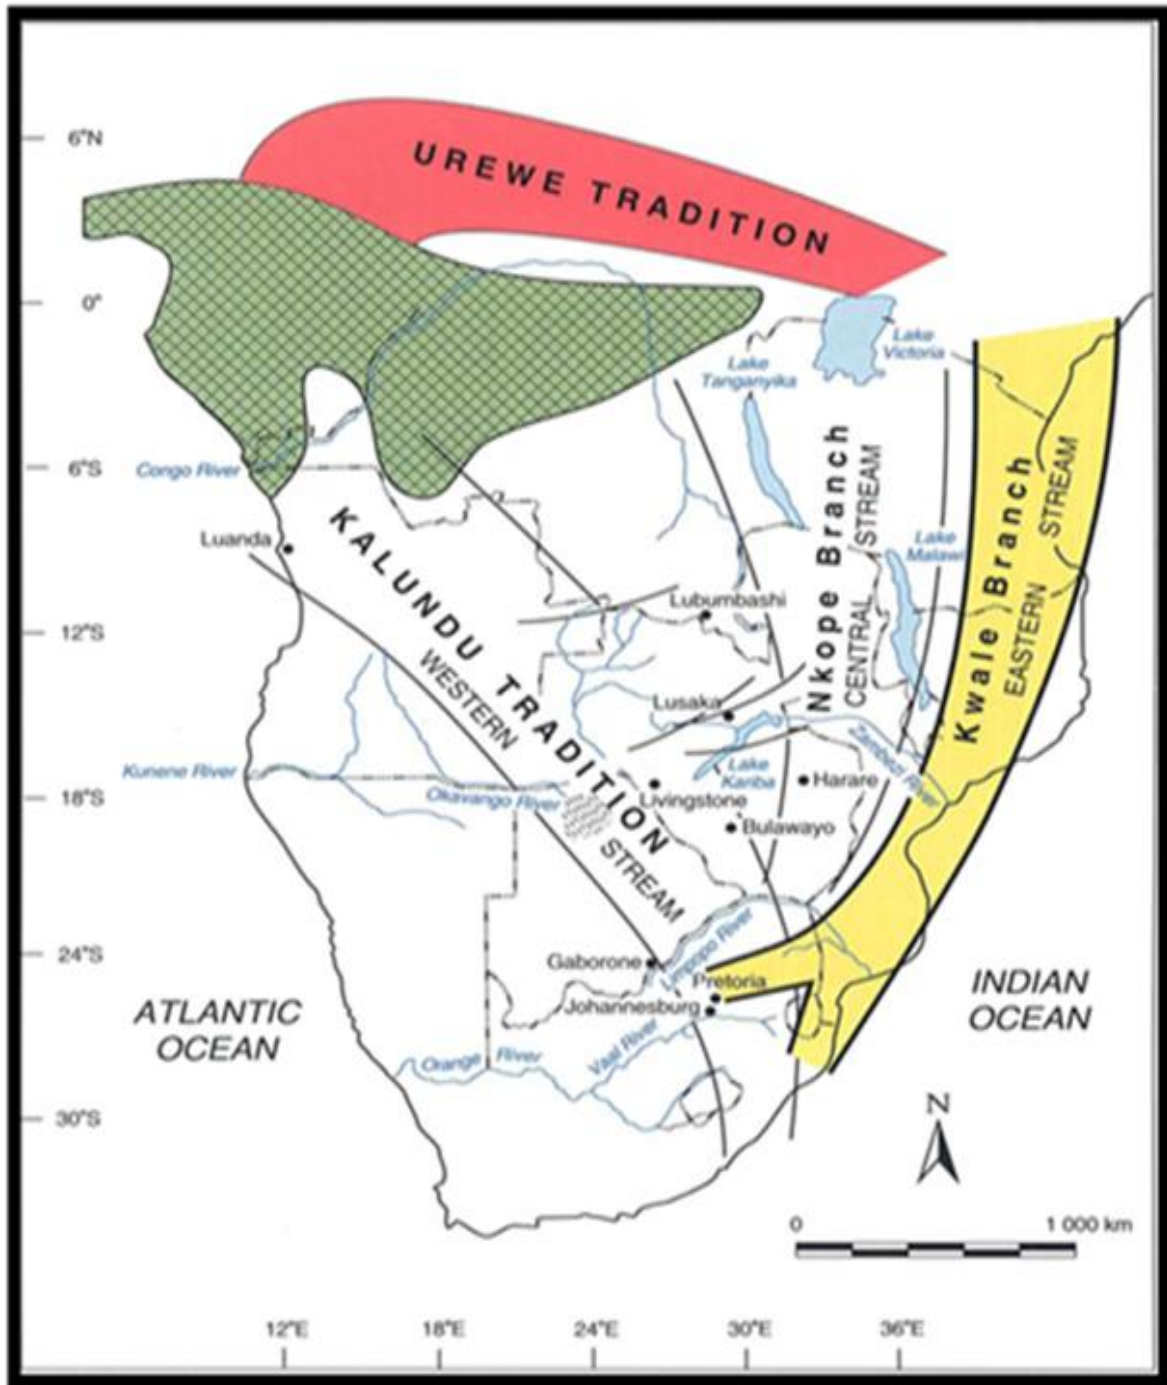 6°N
UREWE TRADITION
0°
Lake
Victoria
Lake
Tanganyika
6°S
Congo River
Nkope Branch
CENTRAL STREAM
Kwale Branch
EASTERN STREAM
Luanda
KALUNDU TRADITION
WESTERN STREAM
Lake
Malawi
Lubumbashi
12°S
Lusaka
Zambezi River
Kunene River
Lake
Kariba
Harare
18°S
Okavango River
Livingstone
Bulawayo
24°S
Gaborone
Limpopo River
Pretoria
Johannesburg
ATLANTIC
OCEAN
INDIAN
OCEAN
Orange River
Vaal River
30°S
N
0 1 000 km
12°E 18°E 24°E 30°E 36°E